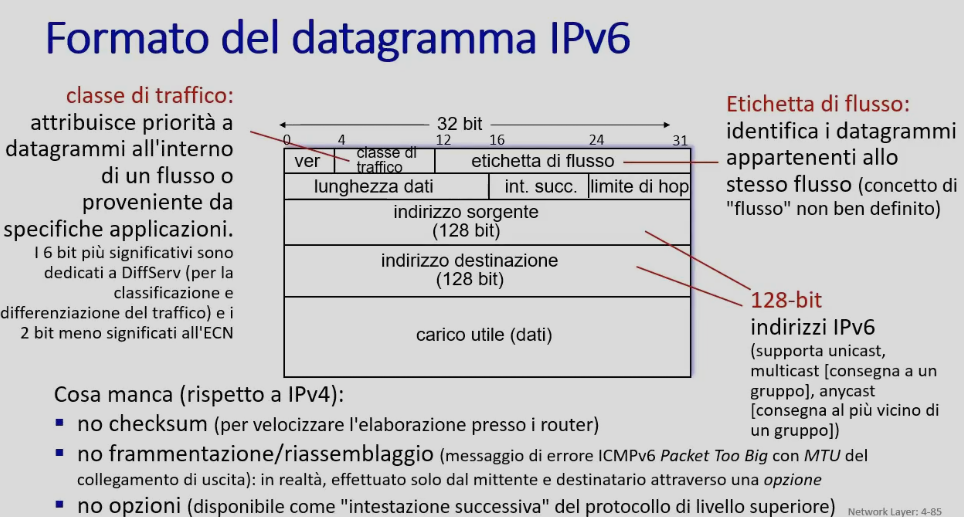 Formato del datagramma IPv6
classe di traffico:
attribuisce priorità a
datagrammi all'interno
di un flusso o
proveniente da
specifiche applicazioni.
I 6 bit più significativi sono
dedicati a DiffServ (per la
classificazione e
differenziazione del traffico) e i
2 bit meno significati all'ECN
32 bit
0 4 12 16 24 31
ver classe di traffico etichetta di flusso
lunghezza dati int. succ. limite di hop
indirizzo sorgente
(128 bit)
indirizzo destinazione
(128 bit)
carico utile (dati)
Etichetta di flusso:
identifica i datagrammi
appartenenti allo
stesso flusso (concetto di
"flusso" non ben definito)
128-bit
indirizzi IPv6
(supporta unicast,
multicast [consegna a un
gruppo], anycast
[consegna al più vicino di
un gruppo])
Cosa manca (rispetto a IPv4):
▪ no checksum (per velocizzare l'elaborazione presso i router)
▪ no frammentazione/riassemblaggio (messaggio di errore ICMPv6 Packet Too Big con MTU del
collegamento di uscita): in realtà, effettuato solo dal mittente e destinatario attraverso una opzione
▪ no opzioni (disponibile come "intestazione successiva" del protocollo di livello superiore)
Network Layer: 4-85